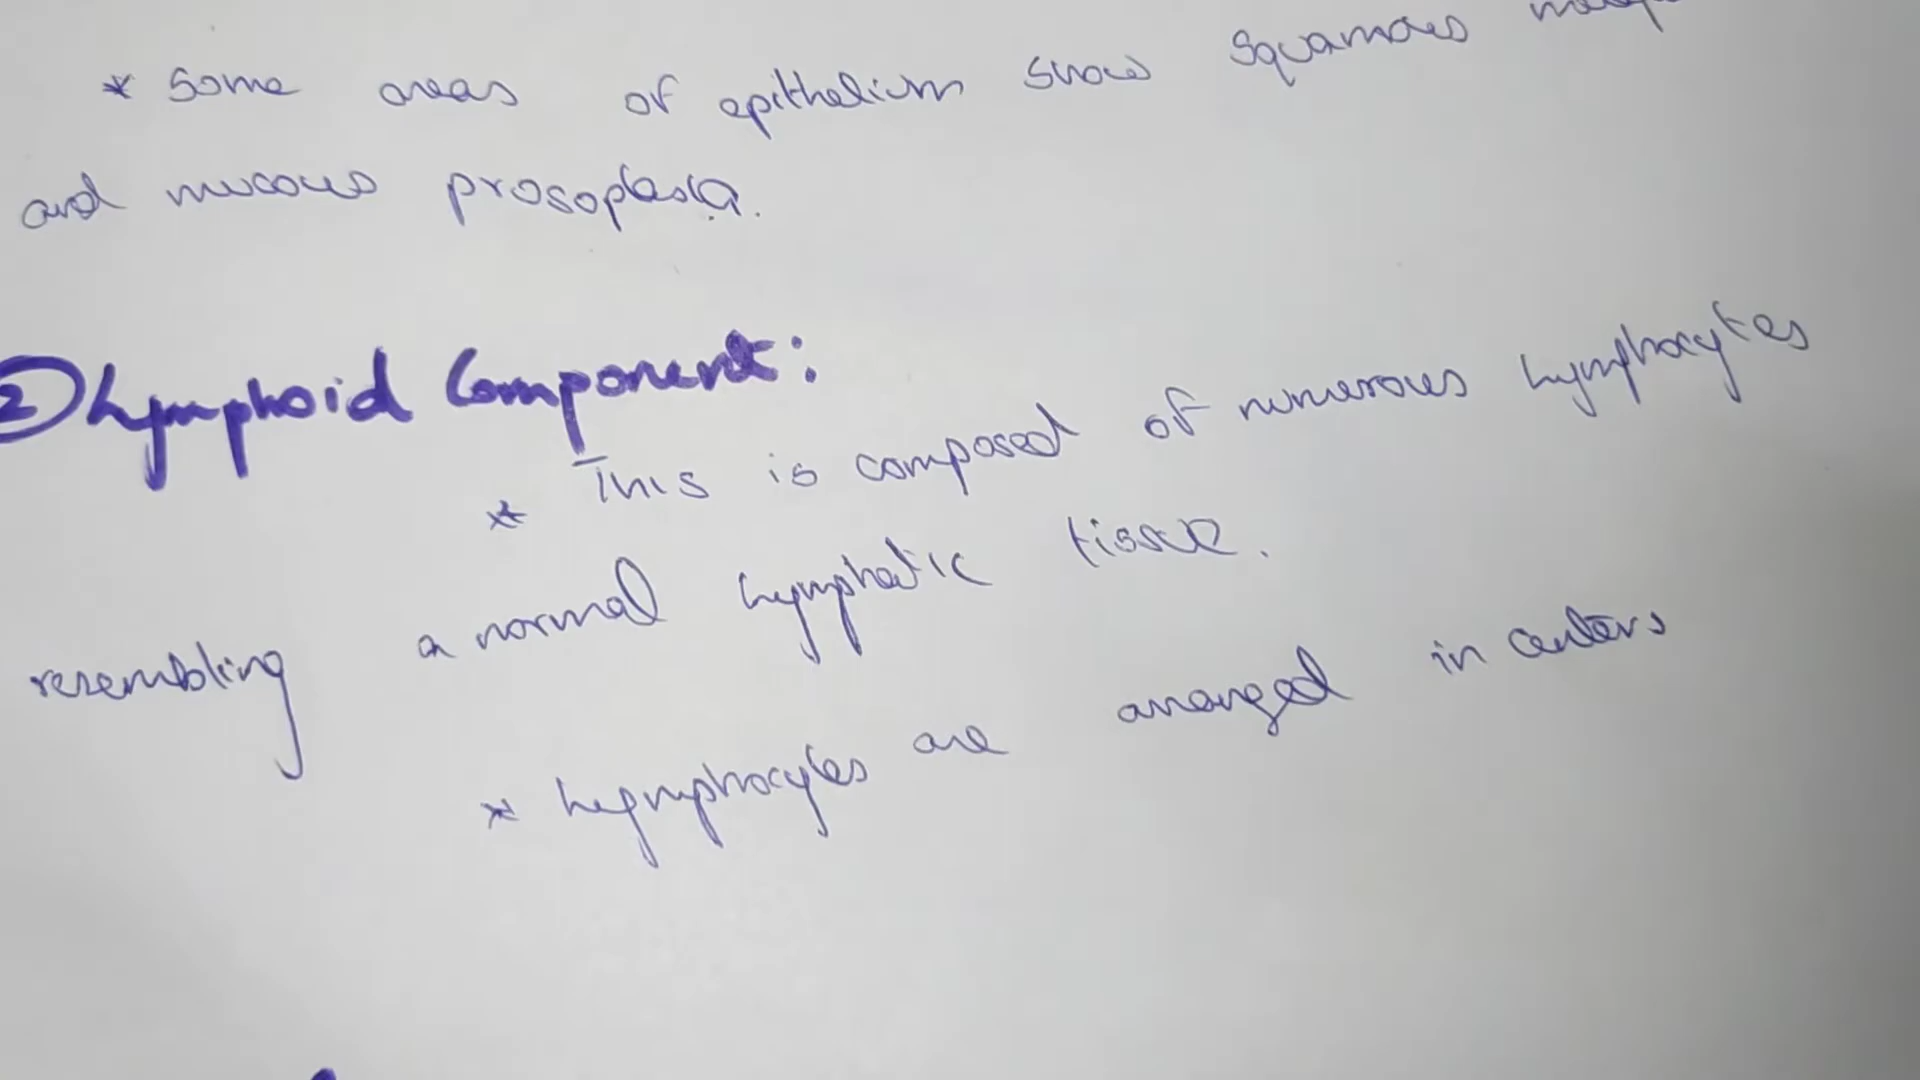 * Some areas of epithelium show Squamous
and mucous prosoplasia.
② Lymphoid Component:
* This is composed of numerous lymphocytes
resembling a normal lymphatic tissue.
* Lymphocytes are arranged in centers